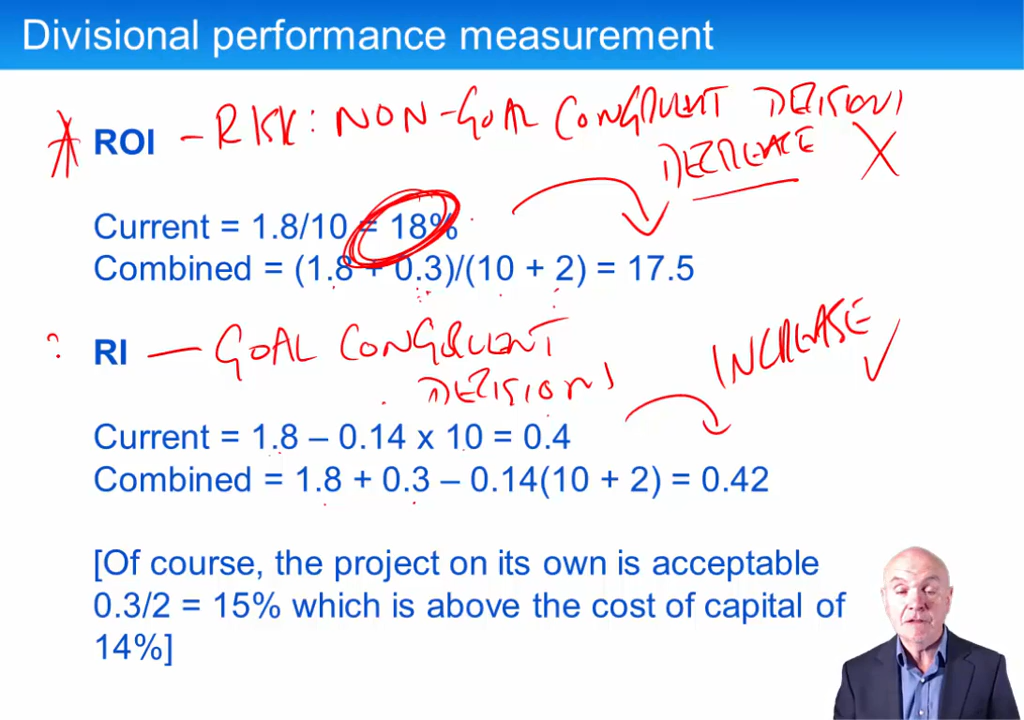 Divisional performance measurement
ROI – RISK: NON-GOAL CONGRUENT DECISIONS
DECREASE X
Current = 1.8/10 = 18%
Combined = (1.8 + 0.3)/(10 + 2) = 17.5
? RI — GOAL CONGRUENT
DECISIONS
INCREASE ✓
Current = 1.8 – 0.14 x 10 = 0.4
Combined = 1.8 + 0.3 – 0.14(10 + 2) = 0.42
[Of course, the project on its own is acceptable
0.3/2 = 15% which is above the cost of capital of
14%]